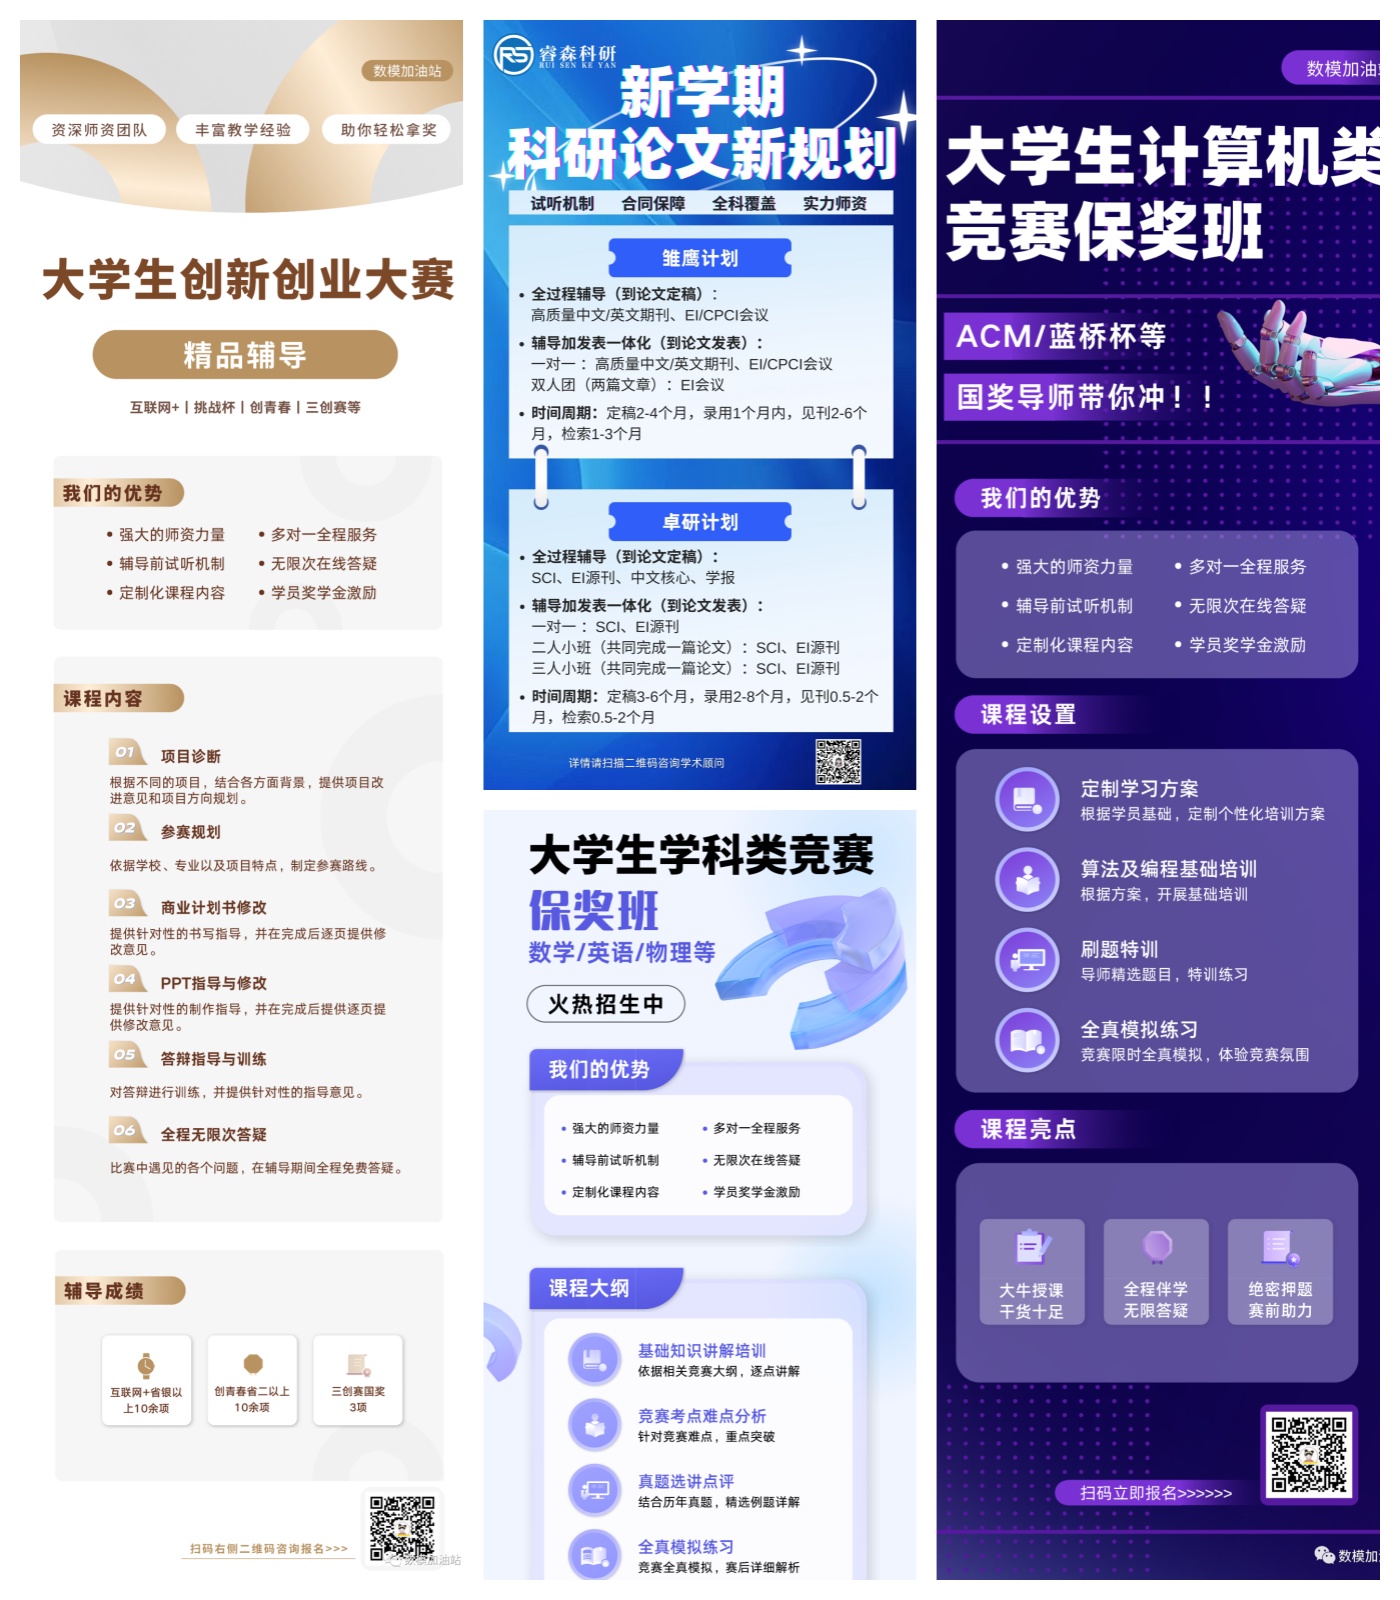 数模加油站
资深师资团队
丰富教学经验
助你轻松拿奖
大学生创新创业大赛
精品辅导
互联网+丨挑战杯丨创青春丨三创赛等
我们的优势
• 强大的师资力量
• 多对一全程服务
• 辅导前试听机制
• 无限次在线答疑
• 定制化课程内容
• 学员奖学金激励
课程内容
01 项目诊断
根据不同的项目，结合各方面背景，提供项目改
进意见和项目方向规划。
02 参赛规划
依据学校、专业以及项目特点，制定参赛路线。
03 商业计划书修改
提供针对性的书写指导，并在完成后逐页提供修
改意见。
04 PPT指导与修改
提供针对性的制作指导，并在完成后提供逐页提
供修改意见。
05 答辩指导与训练
对答辩进行训练，并提供针对性的指导意见。
06 全程无限次答疑
比赛中遇见的各个问题，在辅导期间全程免费答疑。
辅导成绩
互联网+省银以
上10余项
创青春省二以上
10余项
三创赛国奖
3项
扫码右侧二维码咨询报名>>>
数模加油站
RS 睿森科研
RUI SEN KE YAN
新学期
科研论文新规划
试听机制 合同保障 全科覆盖 实力师资
雏鹰计划
• 全过程辅导（到论文定稿）：
高质量中文/英文期刊、EI/CPCI会议
• 辅导加发表一体化（到论文发表）：
一对一：高质量中文/英文期刊、EI/CPCI会议
双人团（两篇文章）：EI会议
• 时间周期：定稿2-4个月，录用1个月内，见刊2-6个
月，检索1-3个月
卓研计划
• 全过程辅导（到论文定稿）：
SCI、EI源刊、中文核心、学报
• 辅导加发表一体化（到论文发表）：
一对一：SCI、EI源刊
二人小班（共同完成一篇论文）：SCI、EI源刊
三人小班（共同完成一篇论文）：SCI、EI源刊
• 时间周期：定稿3-6个月，录用2-8个月，见刊0.5-2个
月，检索0.5-2个月
详情请扫描二维码咨询学术顾问
大学生学科类竞赛
保奖班
数学/英语/物理等
火热招生中
我们的优势
• 强大的师资力量
• 多对一全程服务
• 辅导前试听机制
• 无限次在线答疑
• 定制化课程内容
• 学员奖学金激励
课程大纲
基础知识讲解培训
依据相关竞赛大纲，逐点讲解
竞赛考点难点分析
针对竞赛难点，重点突破
真题选讲点评
结合历年真题，精选例题详解
全真模拟练习
竞赛全真模拟，赛后详细解析
数模加油
大学生计算机类
竞赛保奖班
ACM/蓝桥杯等
国奖导师带你冲！！
我们的优势
• 强大的师资力量
• 多对一全程服务
• 辅导前试听机制
• 无限次在线答疑
• 定制化课程内容
• 学员奖学金激励
课程设置
定制学习方案
根据学员基础，定制个性化培训方案
算法及编程基础培训
根据方案，开展基础培训
刷题特训
导师精选题目，特训练习
全真模拟练习
竞赛限时全真模拟，体验竞赛氛围
课程亮点
大牛授课
干货十足
全程伴学
无限答疑
绝密押题
赛前助力
扫码立即报名>>>>>>
数模加